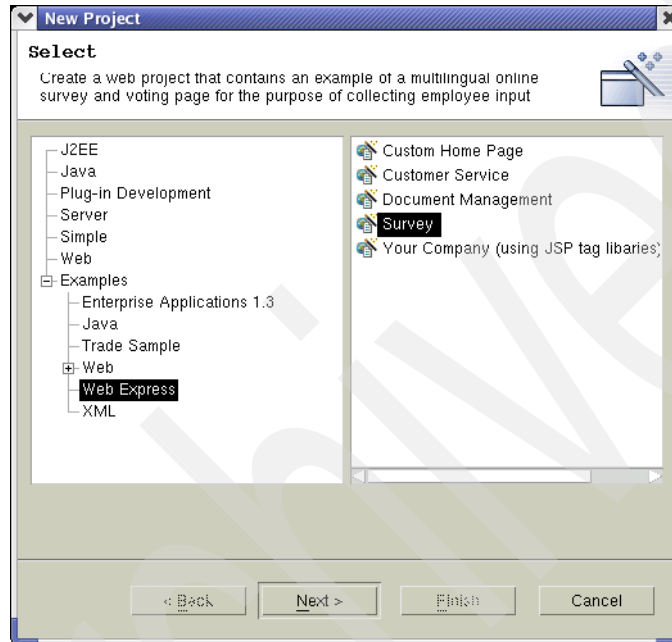 New Project
Select
Create a web project that contains an example of a multilingual online
survey and voting page for the purpose of collecting employee input
J2EE
Java
Plug-in Development
Server
Simple
Web
Examples
Enterprise Applications 1.3
Java
Trade Sample
Web
Web Express
XML
Custom Home Page
Customer Service
Document Management
Survey
Your Company (using JSP tag libaries)
< Back
Next >
Finish
Cancel